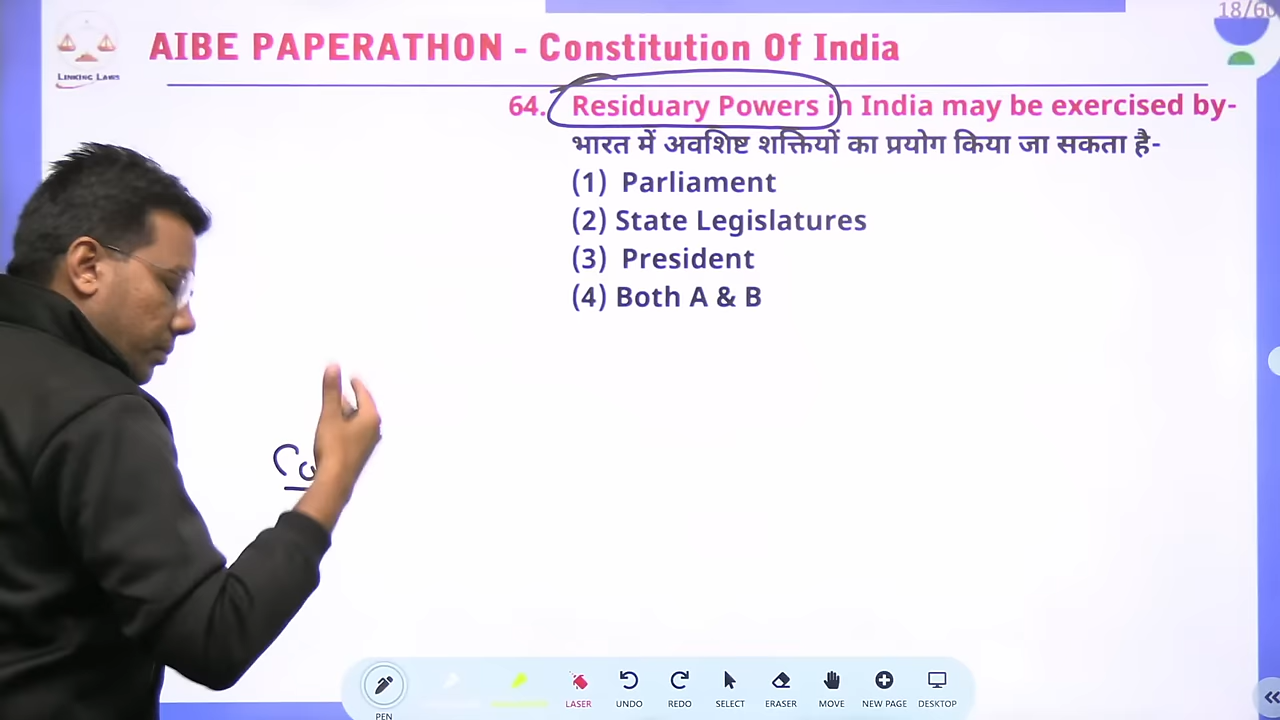 18/60
AIBE PAPERATHON - Constitution Of India
LINKING LAWS
64. Residuary Powers in India may be exercised by-
भारत में अवशिष्ट शक्तियों का प्रयोग किया जा सकता है-
(1) Parliament
(2) State Legislatures
(3) President
(4) Both A & B
PEN
LASER
UNDO
REDO
SELECT
ERASER
MOVE
NEW PAGE
DESKTOP